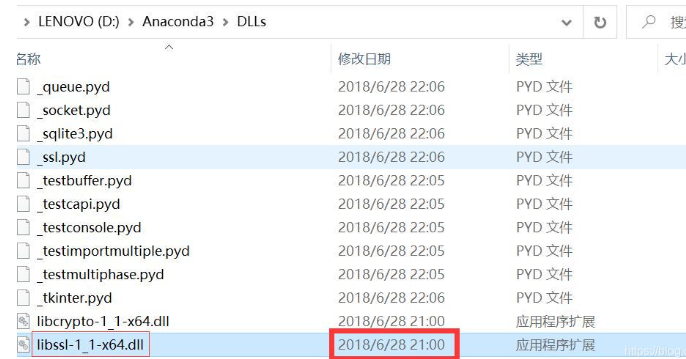 LENOVO (D:) > Anaconda3 > DLLs
名称 修改日期 类型 大小
_queue.pyd 2018/6/28 22:06 PYD 文件
_socket.pyd 2018/6/28 22:06 PYD 文件
_sqlite3.pyd 2018/6/28 22:06 PYD 文件
_ssl.pyd 2018/6/28 22:06 PYD 文件
_testbuffer.pyd 2018/6/28 22:05 PYD 文件
_testcapi.pyd 2018/6/28 22:05 PYD 文件
_testconsole.pyd 2018/6/28 22:05 PYD 文件
_testimportmultiple.pyd 2018/6/28 22:05 PYD 文件
_testmultiphase.pyd 2018/6/28 22:05 PYD 文件
_tkinter.pyd 2018/6/28 22:06 PYD 文件
libcrypto-1_1-x64.dll 2018/6/28 21:00 应用程序扩展
libssl-1_1-x64.dll 2018/6/28 21:00 应用程序扩展